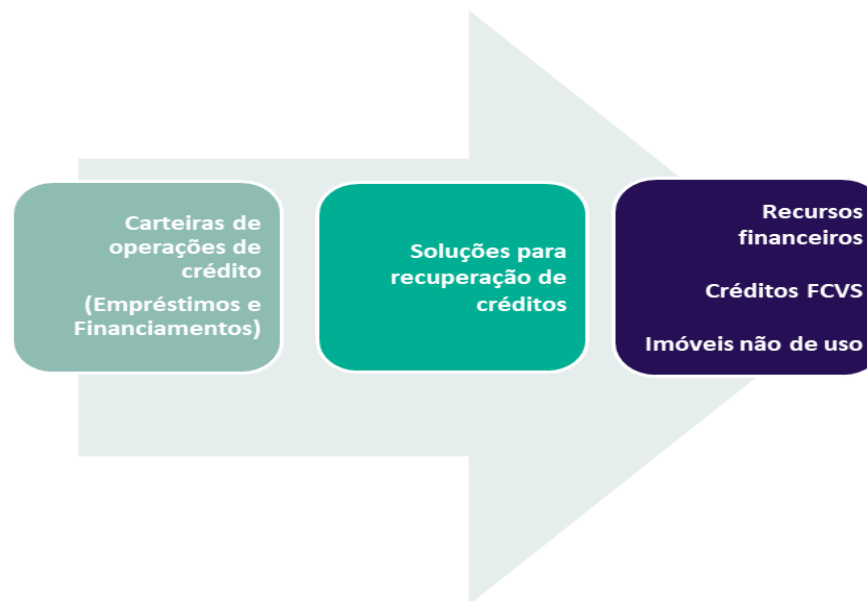 Carteiras de
operações de
crédito
(Empréstimos e
Financiamentos)
Soluções para
recuperação de
créditos
Recursos
financeiros
Créditos FCVS
Imóveis não de uso